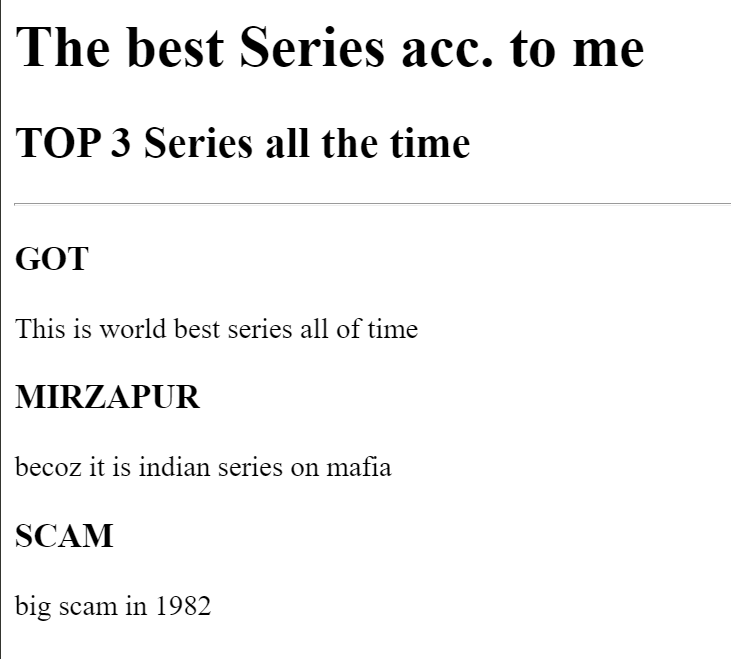 The best Series acc. to me
TOP 3 Series all the time
GOT
This is world best series all of time
MIRZAPUR
becoz it is indian series on mafia
SCAM
big scam in 1982